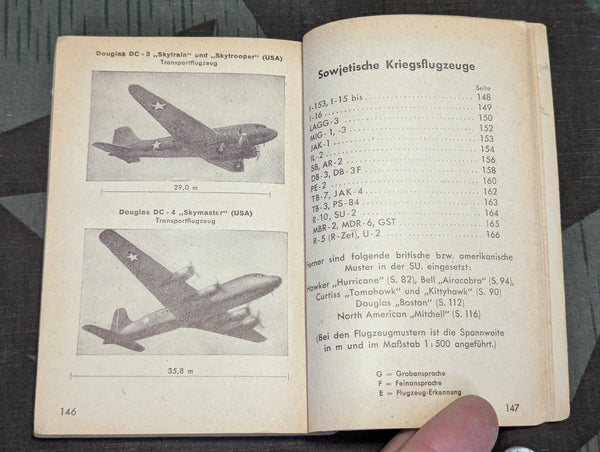 Douglas DC - 3 „Skytrain" und „Skytrooper" (USA)
Transportflugzeug
29,0 m
Douglas DC - 4 „Skymaster" (USA)
Transportflugzeug
35,8 m
146
Sowjetische Kriegsflugzeuge
Seite
I-153, I-15 bis 148
I-16 149
LAGG-3 150
MIG-1, -3 152
JAK-1 153
IL-2 154
SB, AR-2 156
DB-3, DB-3F 158
PE-2 160
TB-7, JAK-4 162
TB-3, PS-84 163
R-10, SU-2 164
MBR-2, MDR-6, GST 165
R-5 (R-Zet), U-2 166
Ferner sind folgende britische bzw. amerikanische
Muster in der SU. eingesetzt:
Hawker „Hurricane" (S. 82), Bell „Airacobra" (S. 94),
Curtiss „Tomahawk" und „Kittyhawk" (S. 90)
Douglas „Boston" (S. 112)
North American „Mitchell" (S. 116)
(Bei den Flugzeugmustern ist die Spannweite
in m und im Maßstab 1 : 500 angeführt.)
G = Grobansprache
F = Feinansprache
E = Flugzeug-Erkennung
147